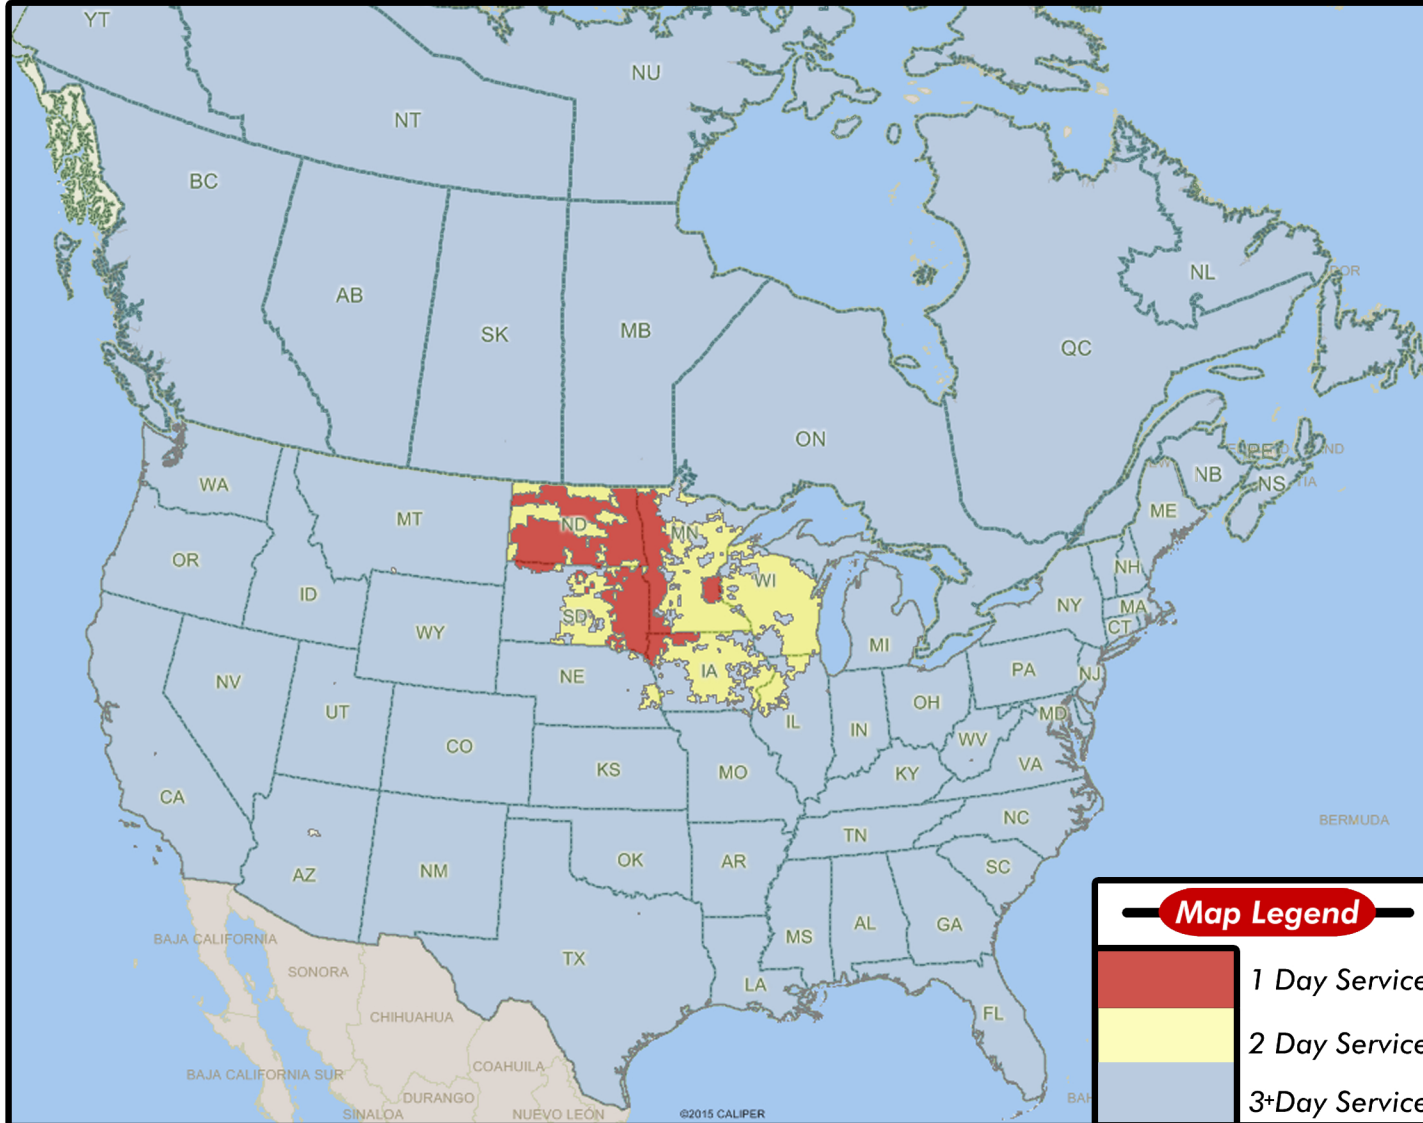 YT
NU
NT
BC
NL
AB
SK
MB
QC
ON
NB
NS
WA
ME
MT
ND
MN
OR
WI
NH
ID
NY
MA
SD
CT
WY
MI
NE
IA
PA
NJ
NV
UT
OH
MD
IL
IN
WV
CO
VA
KS
MO
KY
CA
NC
BERMUDA
TN
OK
AR
SC
NM
AZ
AL
GA
MS
BAJA CALIFORNIA
TX
SONORA
LA
FL
CHIHUAHUA
COAHUILA
BAJA CALIFORNIA SUR
DURANGO
SINALOA
NUEVO LEÓN
©2015 CALIPER
BAH
Map Legend
1 Day Service
2 Day Service
3+Day Service